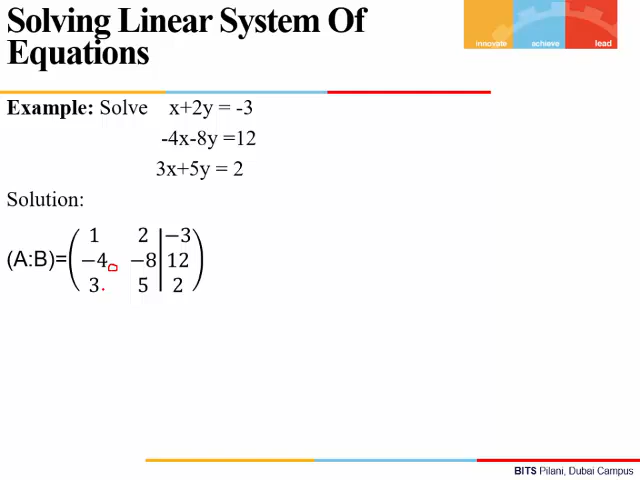 Solving Linear System Of
Equations
innovate achieve lead
Example: Solve x+2y = -3
-4x-8y =12
3x+5y = 2
Solution:
1 2 −3
(A:B)= −4 −8 12
3 5 2
BITS Pilani, Dubai Campus